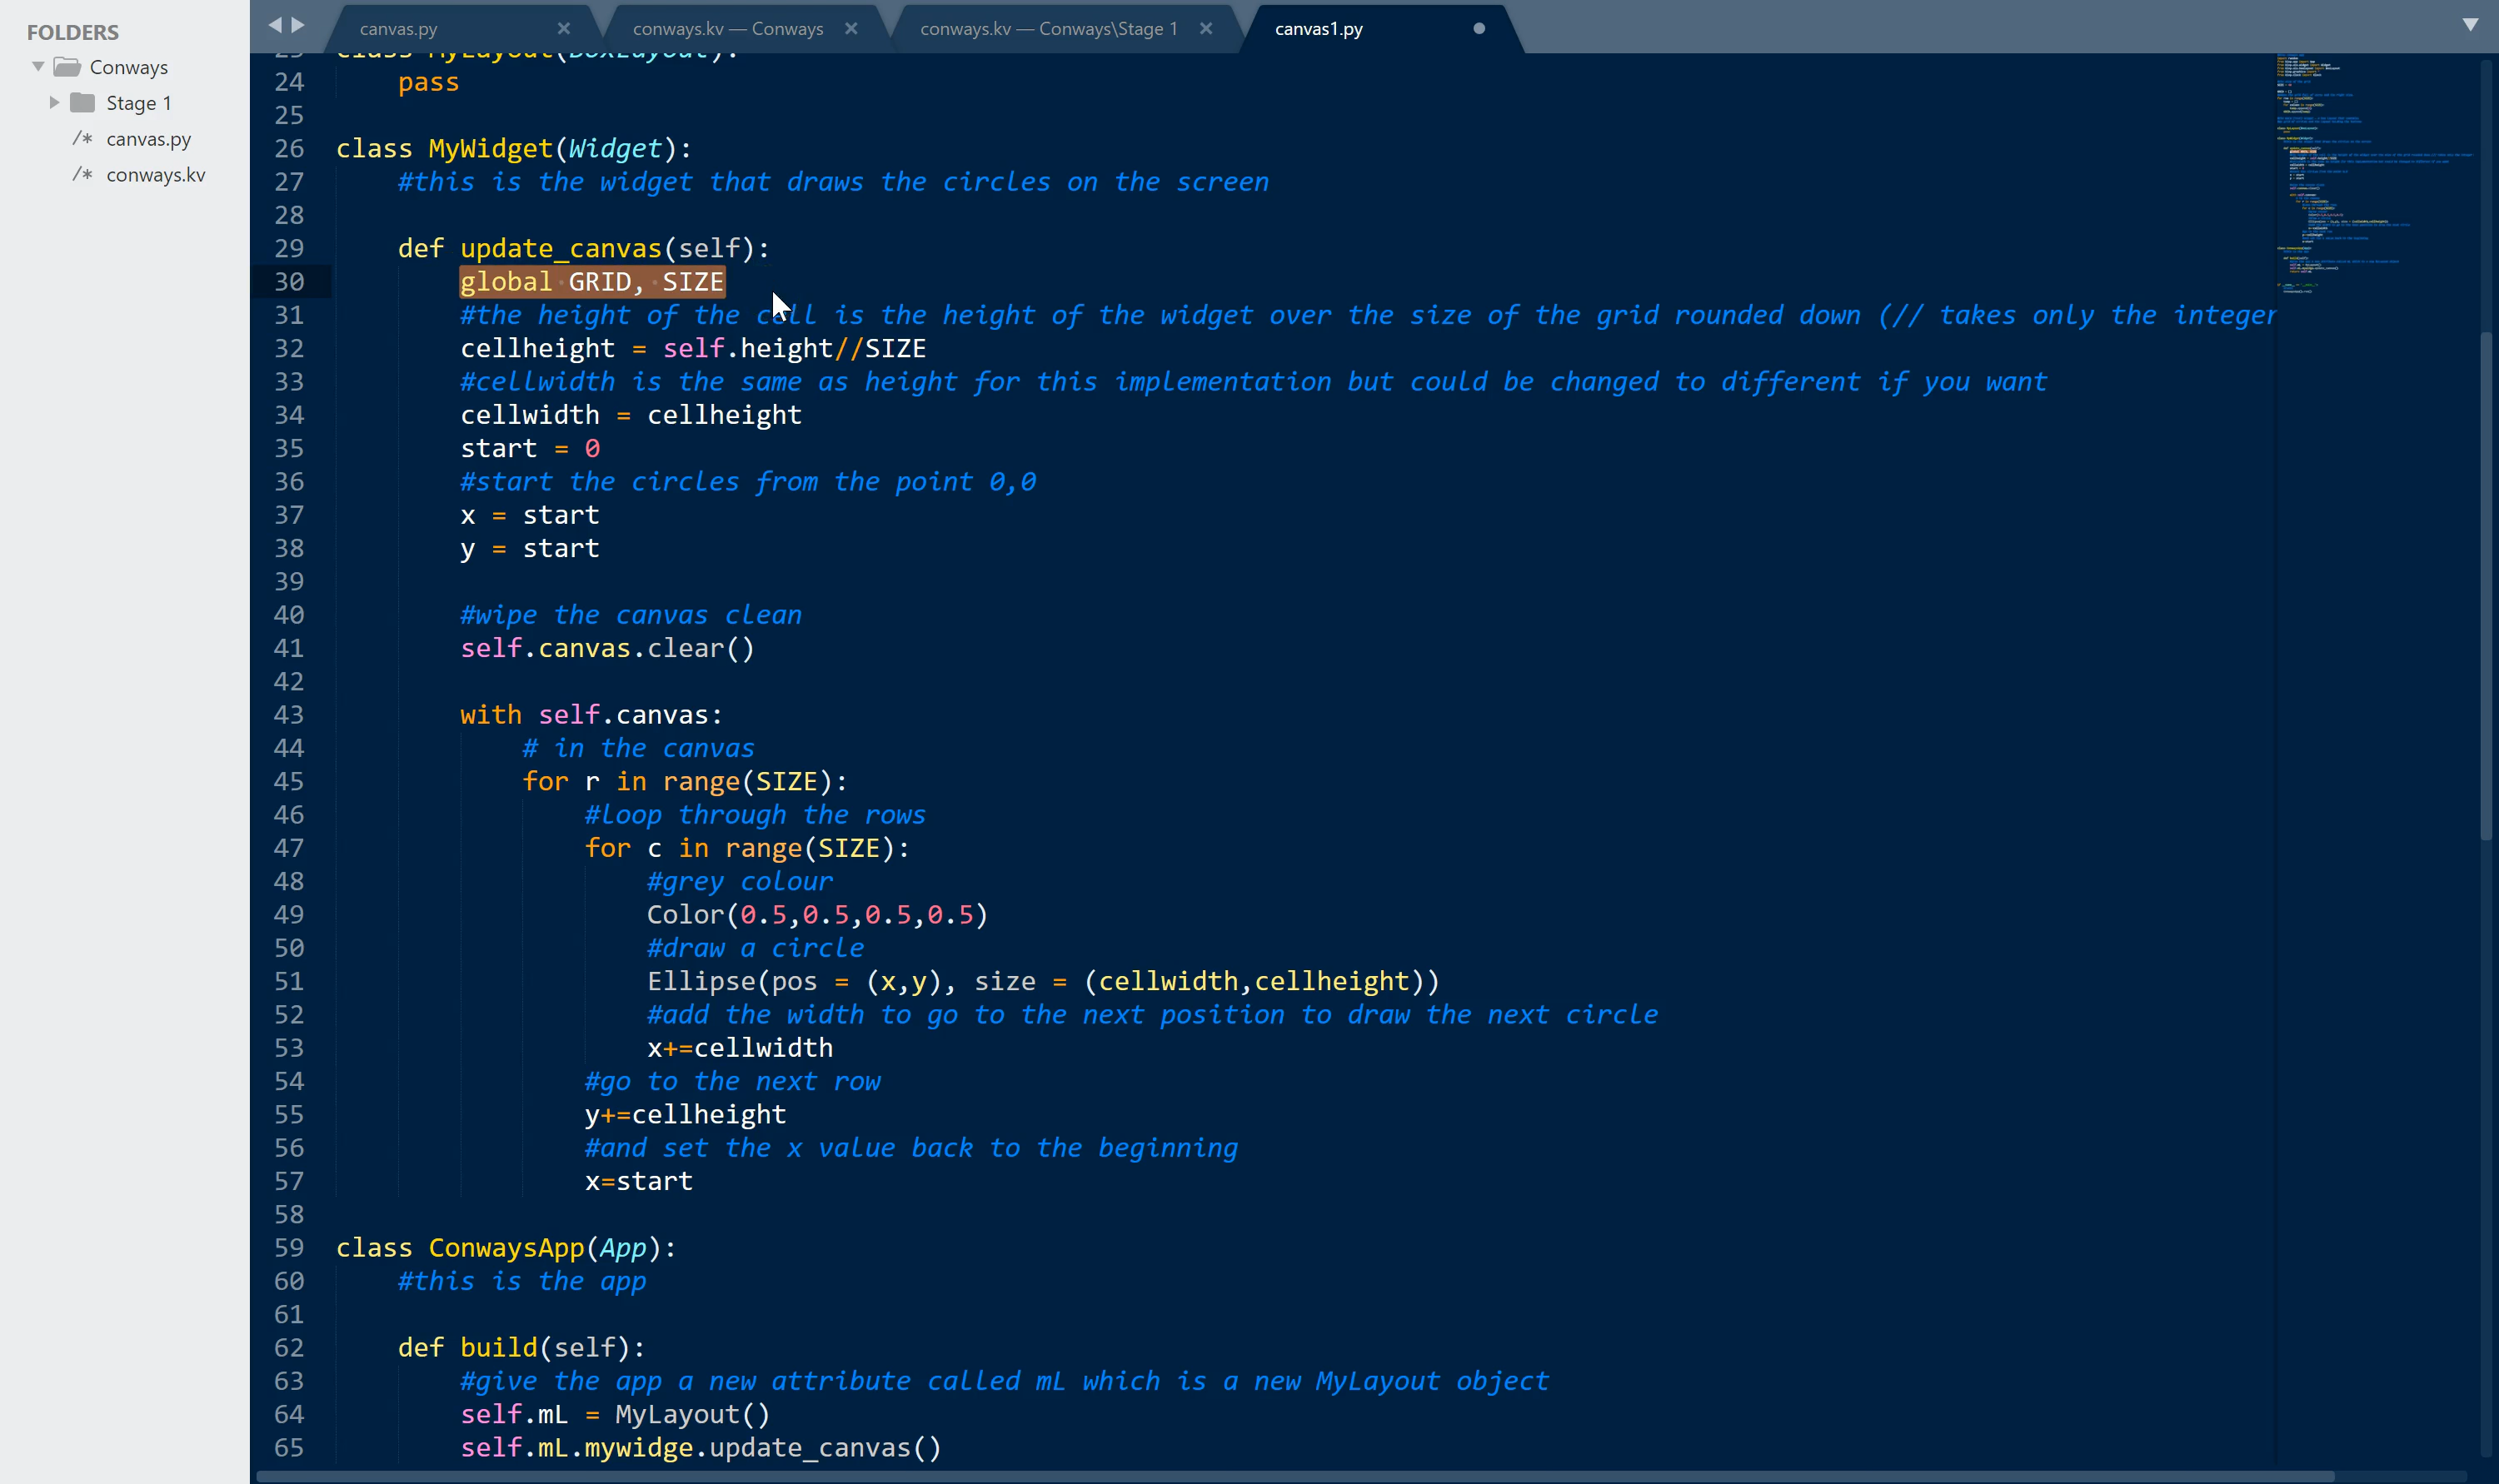 FOLDERS
Conways
Stage 1
/* canvas.py
/* conways.kv
canvas.py ×
conways.kv — Conways ×
conways.kv — Conways\Stage 1 ×
canvas1.py
23 class MyLayout(BoxLayout):
24 pass
25
26 class MyWidget(Widget):
27 #this is the widget that draws the circles on the screen
28
29 def update_canvas(self):
30 global GRID, SIZE
31 #the height of the cell is the height of the widget over the size of the grid rounded down (// takes only the integer
32 cellheight = self.height//SIZE
33 #cellwidth is the same as height for this implementation but could be changed to different if you want
34 cellwidth = cellheight
35 start = 0
36 #start the circles from the point 0,0
37 x = start
38 y = start
39
40 #wipe the canvas clean
41 self.canvas.clear()
42
43 with self.canvas:
44 # in the canvas
45 for r in range(SIZE):
46 #loop through the rows
47 for c in range(SIZE):
48 #grey colour
49 Color(0.5,0.5,0.5,0.5)
50 #draw a circle
51 Ellipse(pos = (x,y), size = (cellwidth,cellheight))
52 #add the width to go to the next position to draw the next circle
53 x+=cellwidth
54 #go to the next row
55 y+=cellheight
56 #and set the x value back to the beginning
57 x=start
58
59 class ConwaysApp(App):
60 #this is the app
61
62 def build(self):
63 #give the app a new attribute called mL which is a new MyLayout object
64 self.mL = MyLayout()
65 self.mL.mywidge.update_canvas()